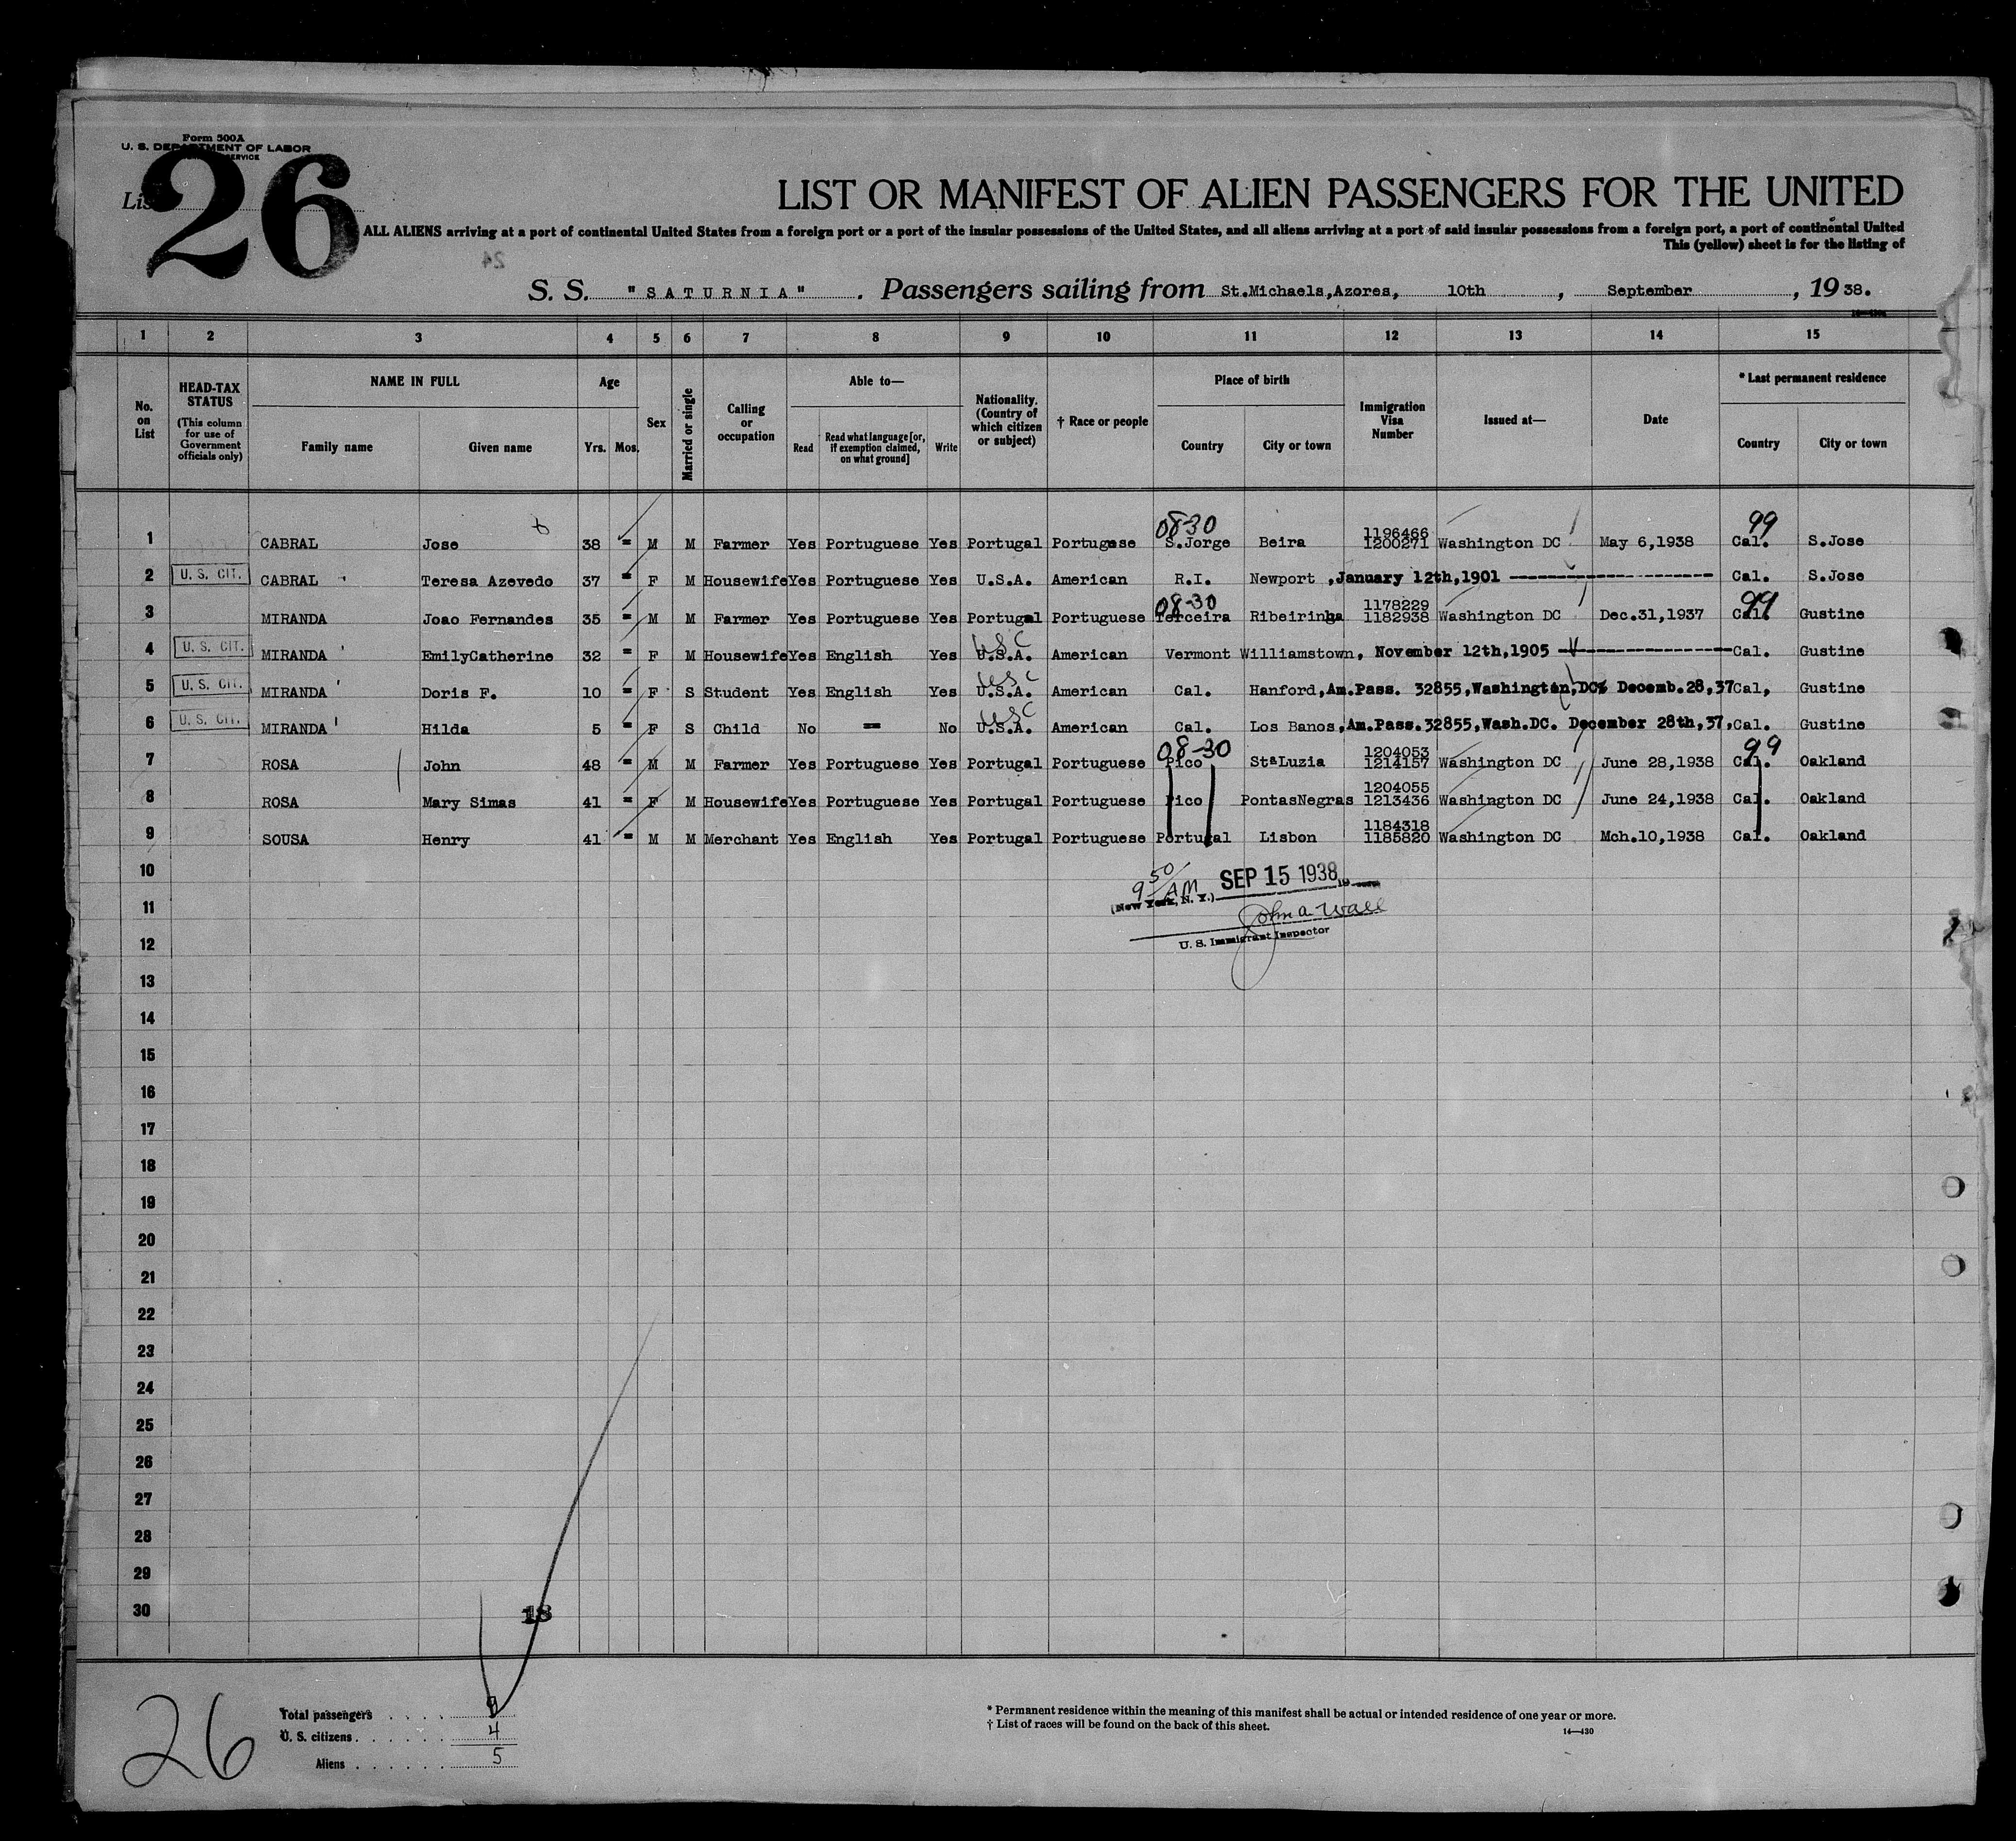 Form 500A
U. S. DEPARTMENT OF LABOR
SERVICE
List 26
LIST OR MANIFEST OF ALIEN PASSENGERS FOR THE UNITED
ALL ALIENS arriving at a port of continental United States from a foreign port or a port of the insular possessions of the United States, and all aliens arriving at a port of said insular possessions from a foreign port, a port of continental United
This (yellow) sheet is for the listing of
24
S. S. "SATURNIA". Passengers sailing from St.Michaels,Azores, 10th, September, 1938.
1 2 3 4 5 6 7 8 9 10 11 12 13 14 15
No. on List
HEAD-TAX STATUS (This column for use of Government officials only)
NAME IN FULL
Family name Given name
Age
Yrs. Mos.
Sex
Married or single
Calling or occupation
Able to—
Read Read what language [or, if exemption claimed, on what ground] Write
Nationality. (Country of which citizen or subject)
† Race or people
Place of birth
Country City or town
Immigration Visa Number
Issued at—
Date
* Last permanent residence
Country City or town
08-30 1196466 99
1 CABRAL Jose 38 = M M Farmer Yes Portuguese Yes Portugal Portuguese S.Jorge Beira 1200271 Washington DC May 6,1938 Cal. S.Jose
2 U. S. CIT. CABRAL Teresa Azevedo 37 = F M Housewife Yes Portuguese Yes U.S.A. American R.I. Newport ,January 12th,1901 ---------------------- Cal. S.Jose
08-30 1178229 99
3 MIRANDA Joao Fernandes 35 = M M Farmer Yes Portuguese Yes Portugal Portuguese Terceira Ribeirinha 1182938 Washington DC Dec.31,1937 Cal. Gustine
USC
4 U. S. CIT. MIRANDA EmilyCatherine 32 = F M Housewife Yes English Yes U.S.A. American Vermont Williamstown, November 12th,1905 ------------------Cal. Gustine
USC
5 U. S. CIT. MIRANDA Doris F. 10 = F S Student Yes English Yes U.S.A. American Cal. Hanford,Am.Pass. 32855,Washington,DC Decemb.28,37Cal, Gustine
USC
6 U. S. CIT. MIRANDA Hilda 5 = F S Child No == No U.S.A. American Cal. Los Banos,Am.Pass.32855,Wash.DC. December 28th,37,Cal. Gustine
08-30 1204053 99
7 ROSA John 48 = M M Farmer Yes Portuguese Yes Portugal Portuguese Pico StªLuzia 1214157 Washington DC June 28,1938 Cal. Oakland
1204055
8 ROSA Mary Simas 41 = F M Housewife Yes Portuguese Yes Portugal Portuguese Pico PontasNegras 1213436 Washington DC June 24,1938 Cal. Oakland
1184318
9 SOUSA Henry 41 = M M Merchant Yes English Yes Portugal Portuguese Portugal Lisbon 1185820 Washington DC Mch.10,1938 Cal. Oakland
10
9 50 AM
(New York, N. Y.) SEP 15 1938 19
11
John A Wall
12
U. S. Immigrant Inspector
13
14
15
16
17
18
19
20
21
22
23
24
25
26
27
28
29
30
18
26
Total passengers . . . . 9
U. S. citizens . . . . . . 4
Aliens . . . . . . 5
* Permanent residence within the meaning of this manifest shall be actual or intended residence of one year or more.
† List of races will be found on the back of this sheet.
14—430